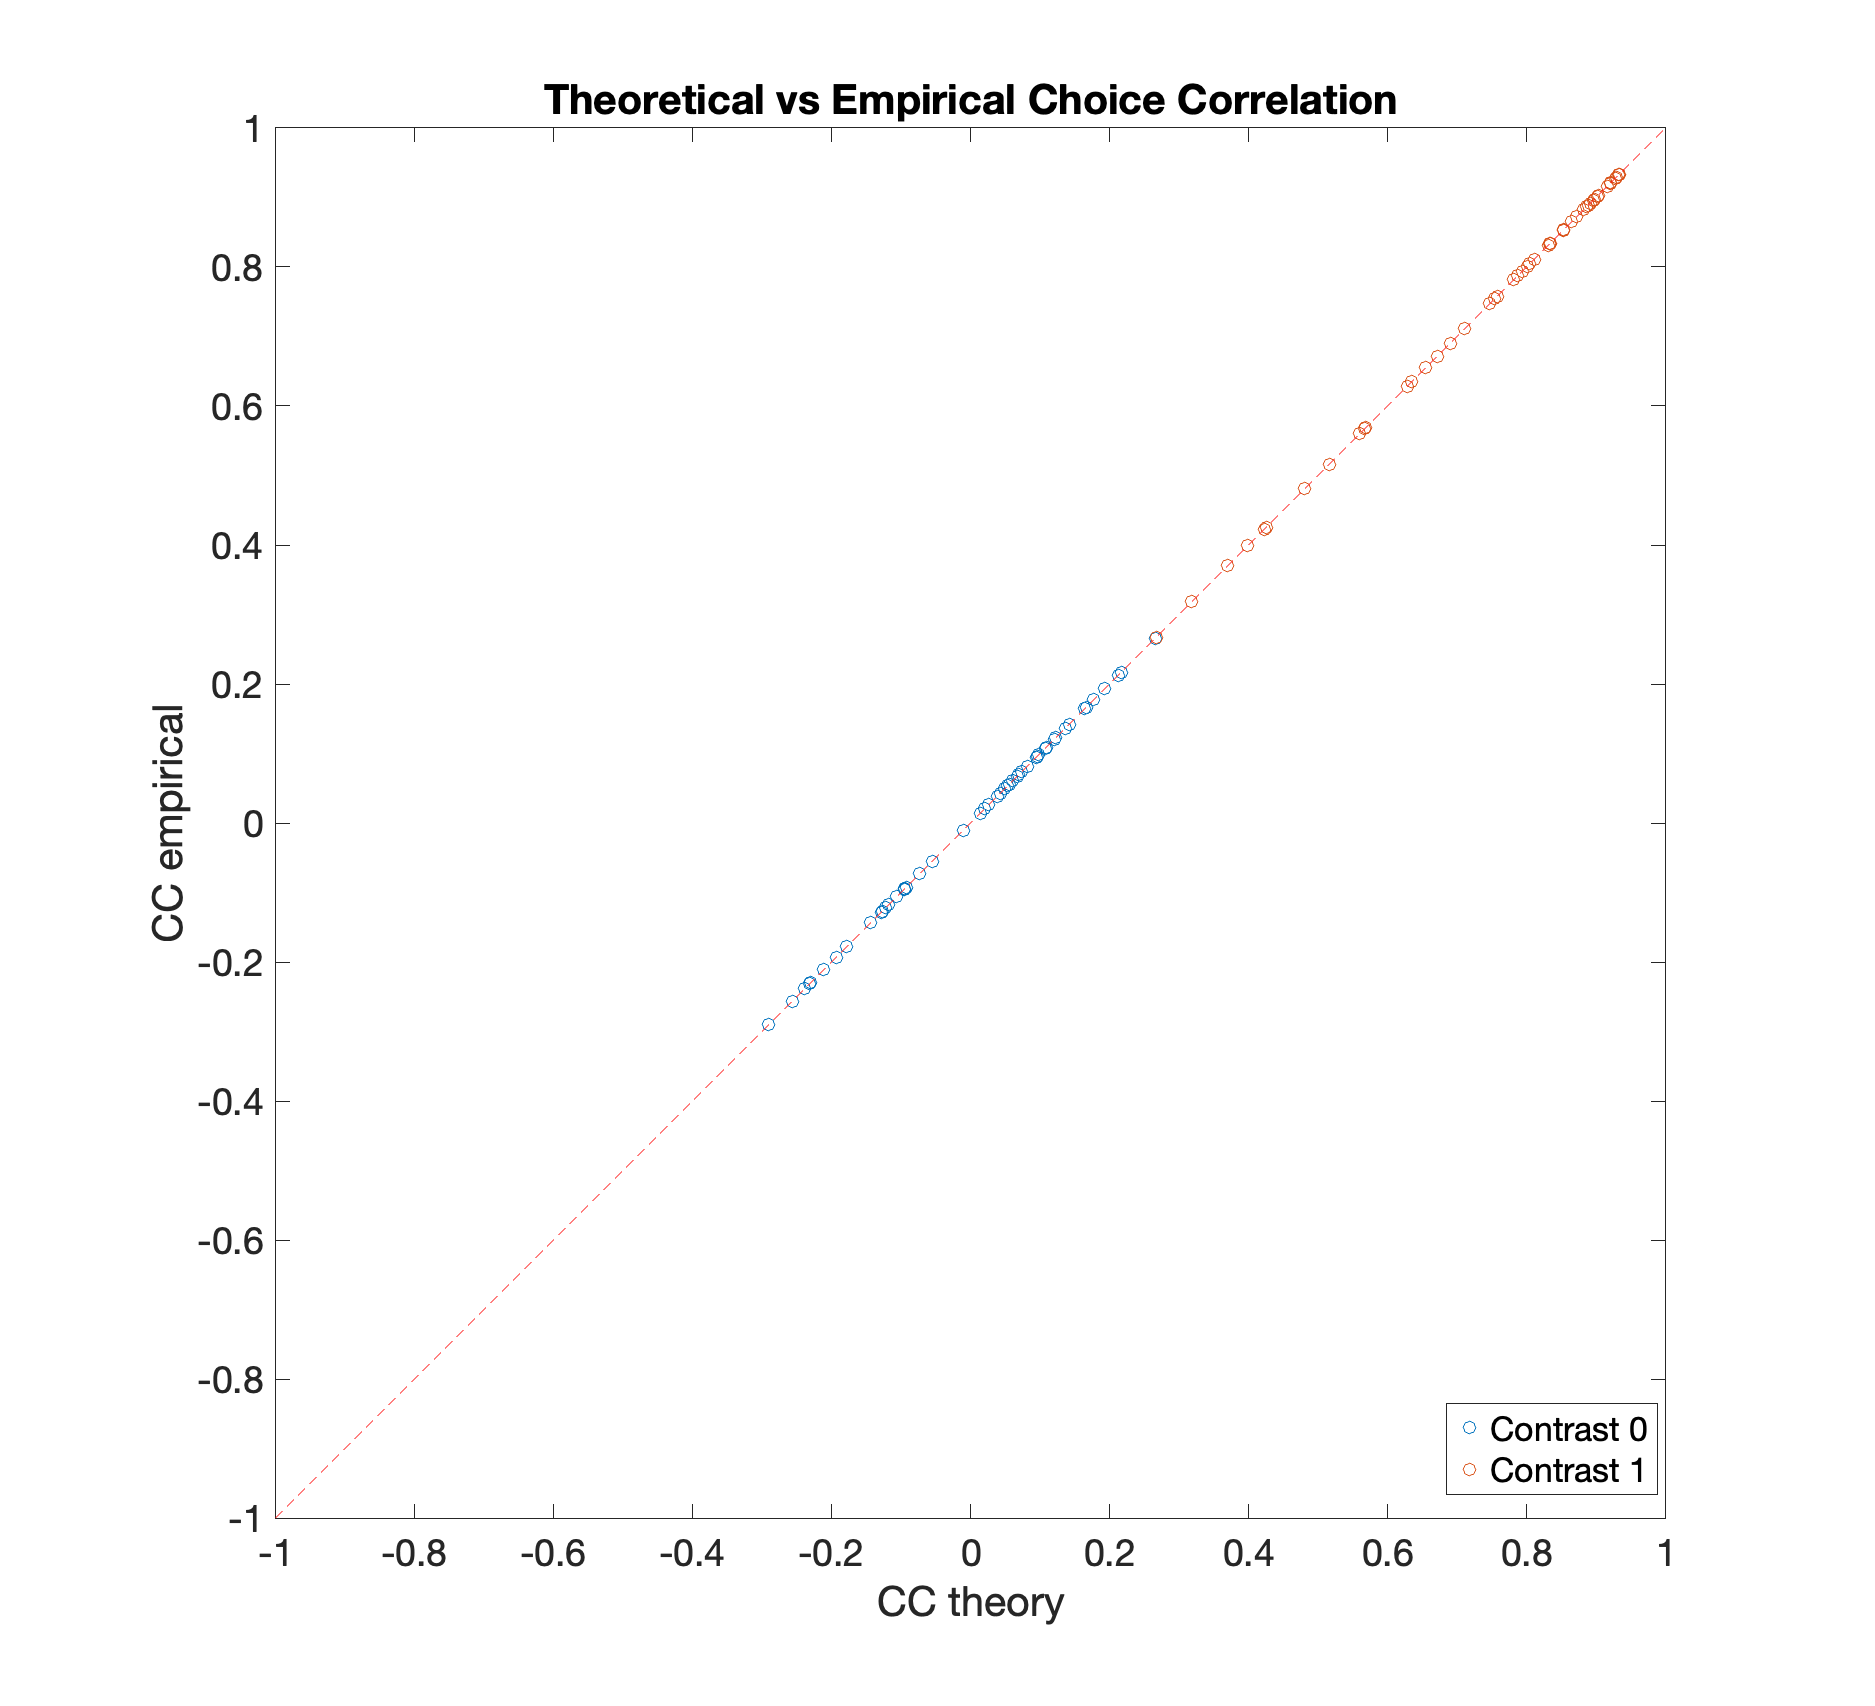 Theoretical vs Empirical Choice Correlation
1
0.8
0.6
0.4
0.2
0
-0.2
-0.4
-0.6
-0.8
-1
CC empirical
-1 -0.8 -0.6 -0.4 -0.2 0 0.2 0.4 0.6 0.8 1
CC theory
Contrast 0
Contrast 1